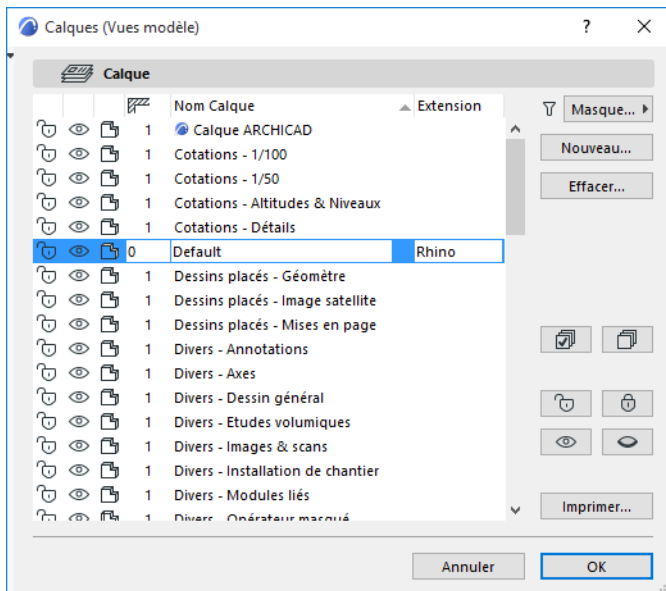 Calques (Vues modèle) ?
Calque
Nom Calque Extension
1 Calque ARCHICAD
1 Cotations - 1/100
1 Cotations - 1/50
1 Cotations - Altitudes & Niveaux
1 Cotations - Détails
0 Default Rhino
1 Dessins placés - Géomètre
1 Dessins placés - Image satellite
1 Dessins placés - Mises en page
1 Divers - Annotations
1 Divers - Axes
1 Divers - Dessin général
1 Divers - Etudes volumiques
1 Divers - Images & scans
1 Divers - Installation de chantier
1 Divers - Modules liés
1 Divers - Opérateur masqué
Masque...
Nouveau...
Effacer...
Imprimer...
Annuler OK